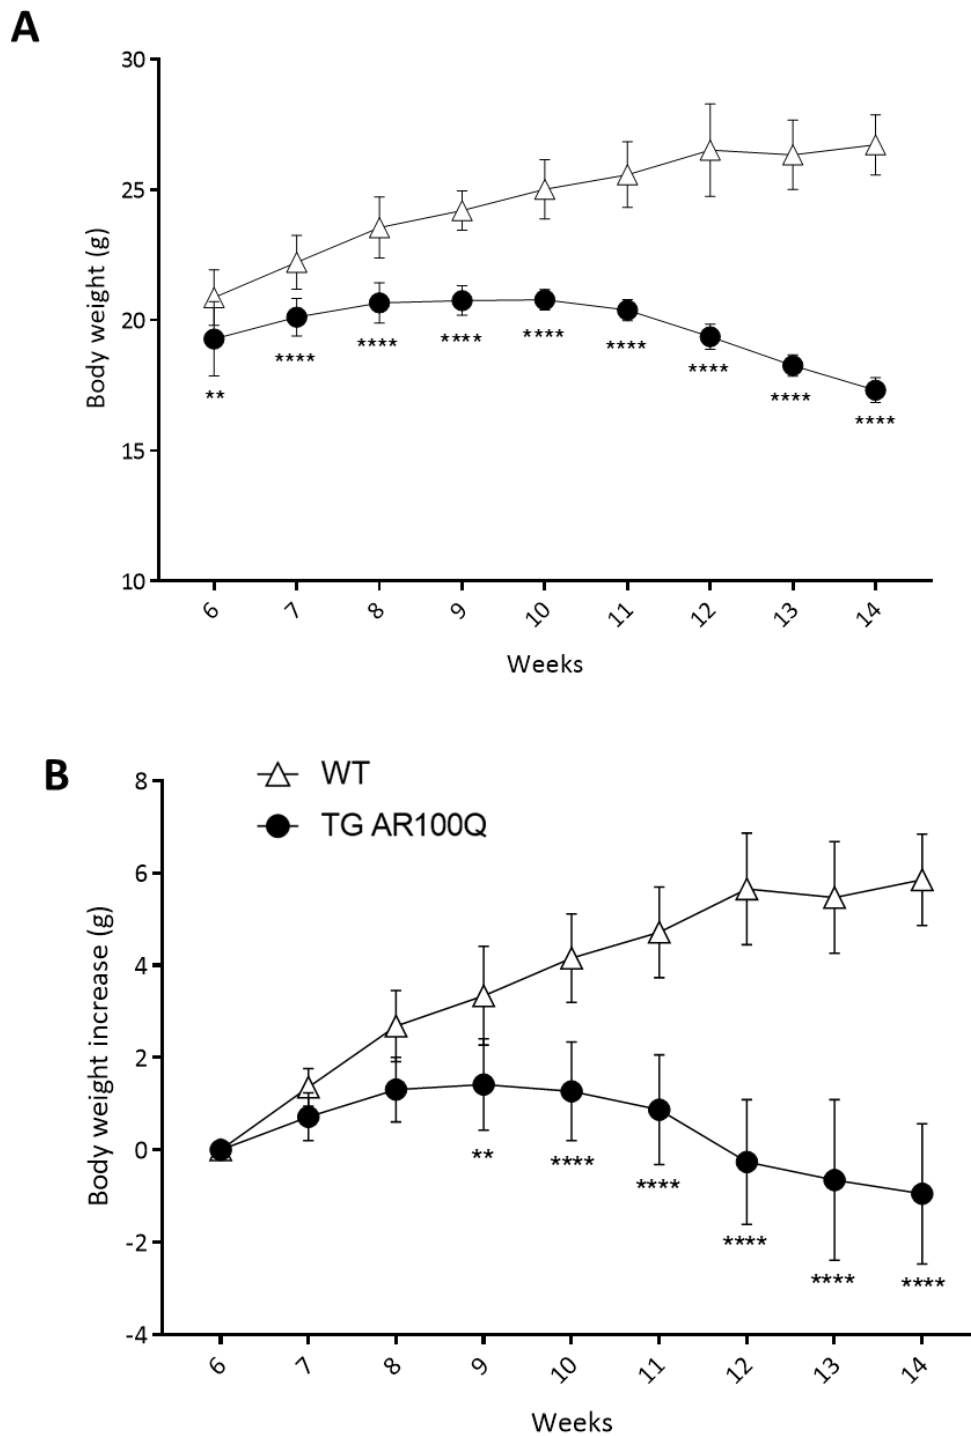 A
30
25
20
15
10
Body weight (g)
**
****
****
****
****
****
****
****
****
6 7 8 9 10 11 12 13 14
Weeks
B
WT
TG AR100Q
8
6
4
2
0
-2
-4
Body weight increase (g)
**
****
****
****
****
****
6 7 8 9 10 11 12 13 14
Weeks